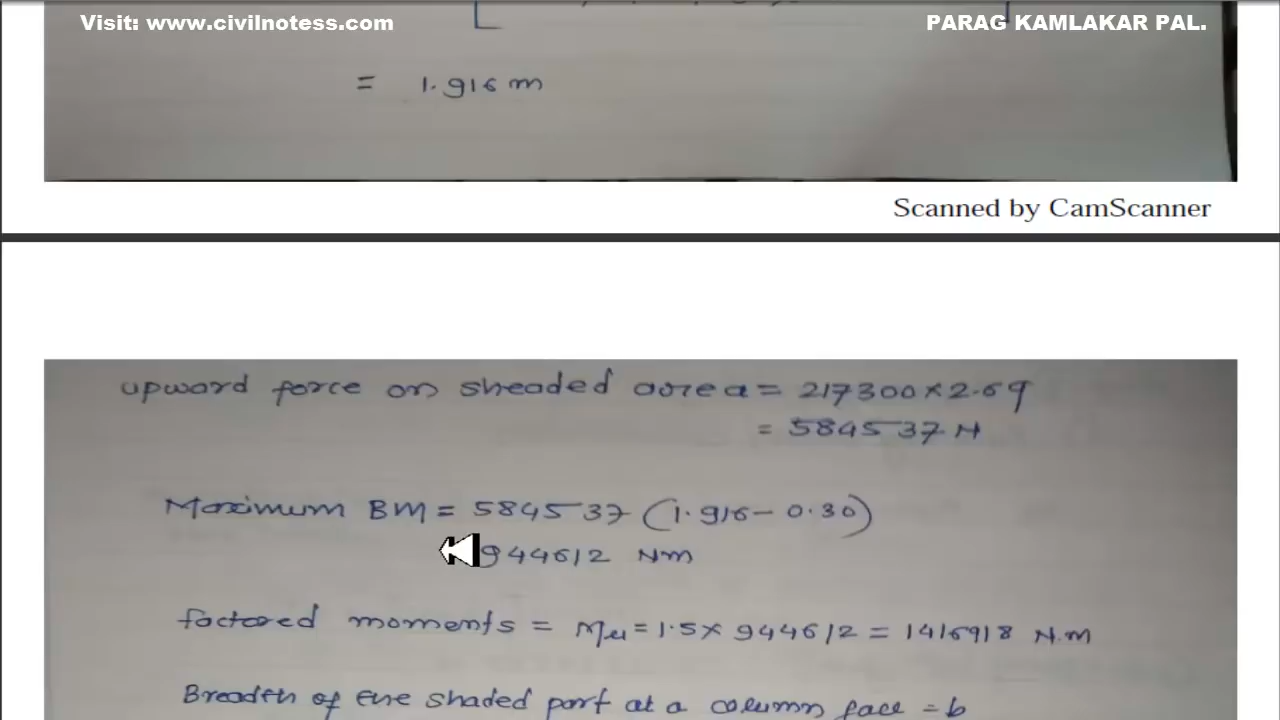 Visit: www.civilnotess.com
PARAG KAMLAKAR PAL.
= 1.916 m
Scanned by CamScanner
upward force on sheaded area = 217300 × 2.69
= 584537 N
Maximum BM = 584537 (1.916 - 0.30)
944612 Nm
factored moments = Mu = 1.5 × 944612 = 1416918 N.m
Breadth of the shaded part at a column face = b